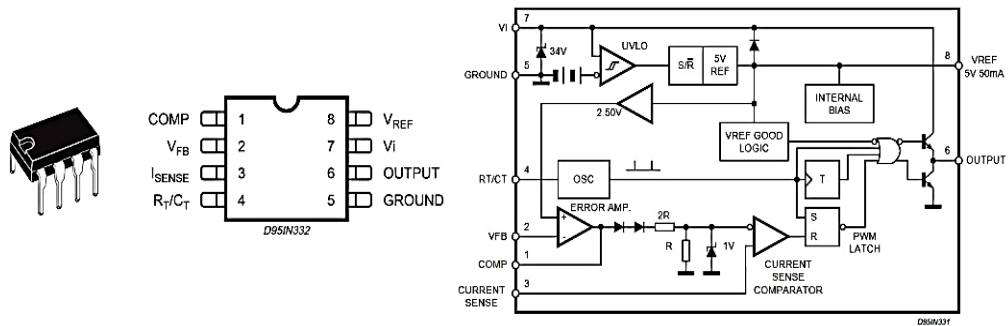 COMP 1 8 VREF
VFB 2 7 Vi
ISENSE 3 6 OUTPUT
RT/CT 4 5 GROUND
D95IN332
7
VI
34V
UVLO
5
GROUND
S/R
5V
REF
8
VREF
5V 50mA
2.50V
INTERNAL
BIAS
VREF GOOD
LOGIC
6
OUTPUT
RT/CT
4
OSC
T
ERROR AMP.
+
-
2R
S
R
R
1V
PWM
LATCH
2
VFB
1
COMP
CURRENT
SENSE
COMPARATOR
3
CURRENT
SENSE
D95IN331